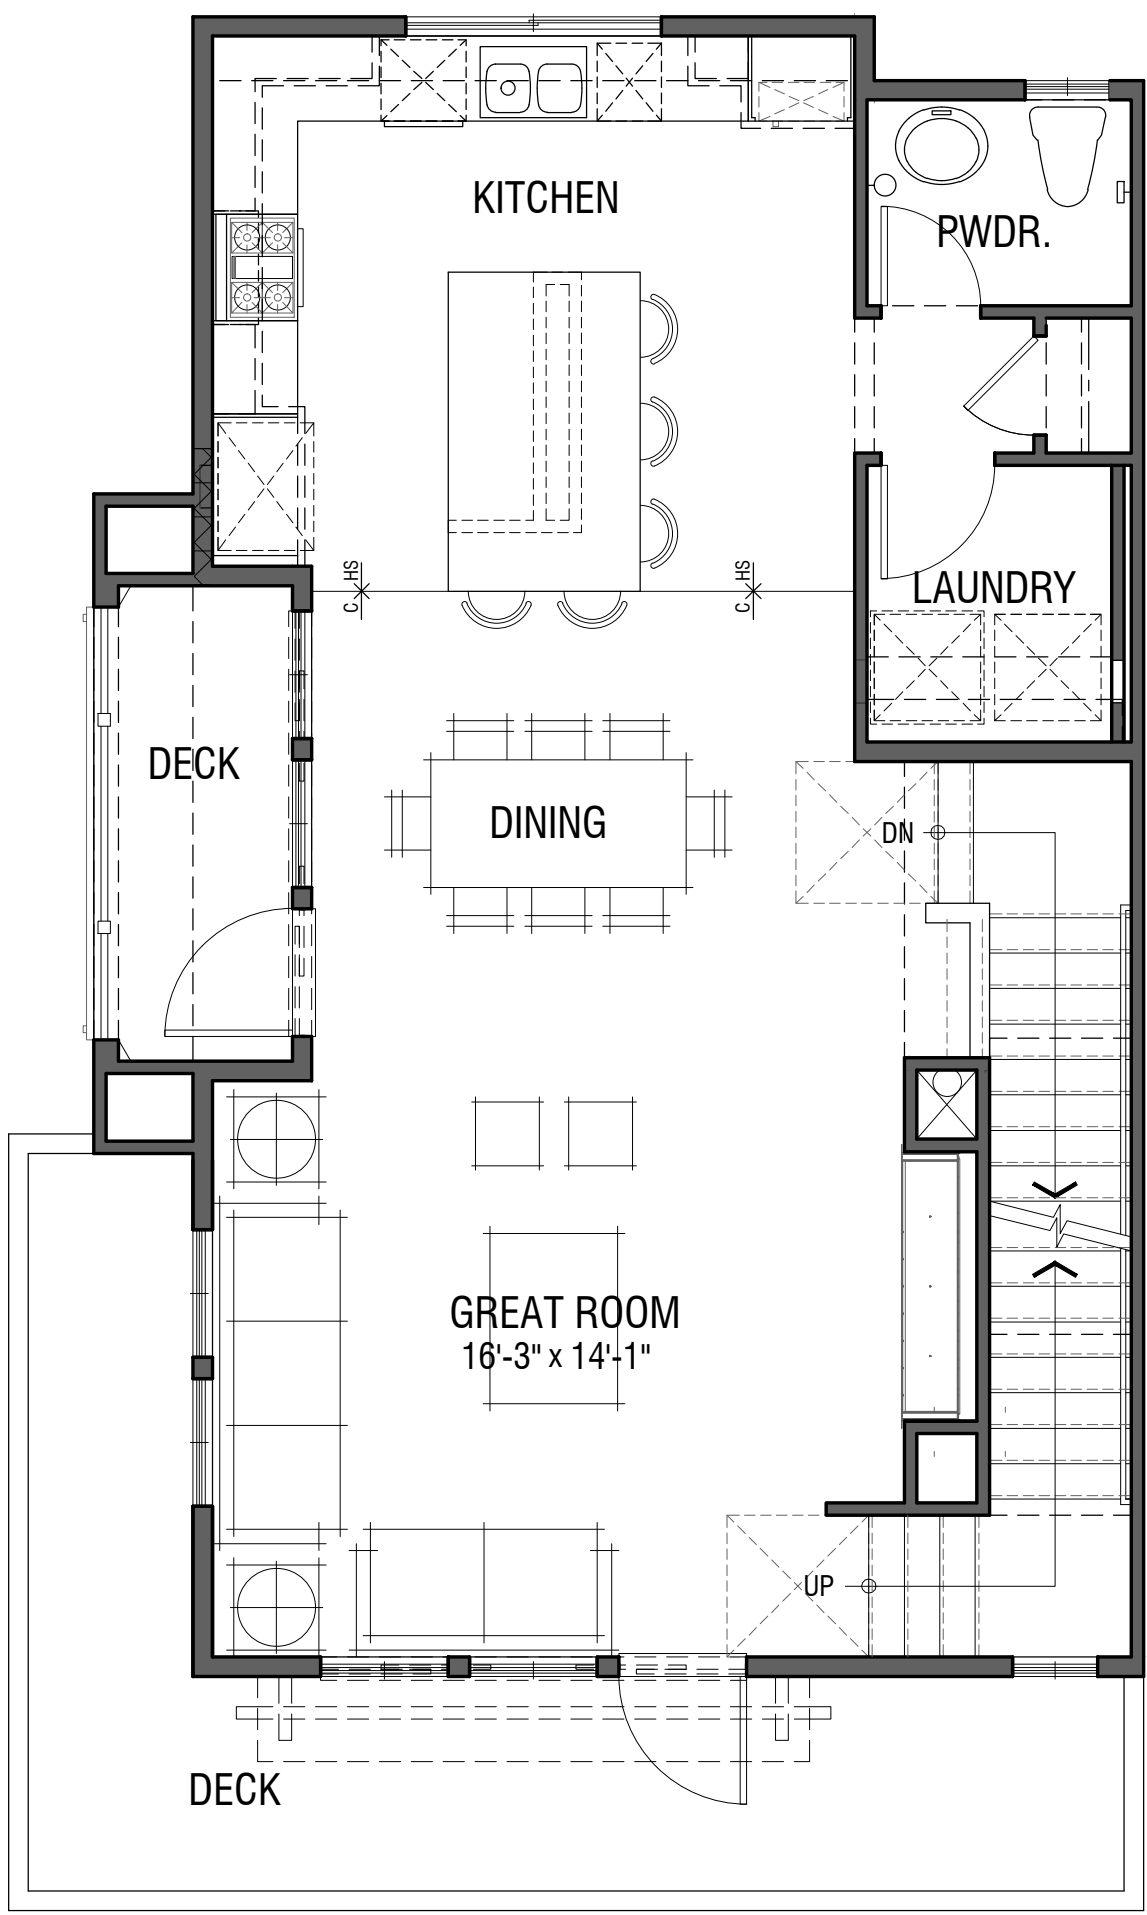 KITCHEN
PWDR.
HS
C
HS
C
LAUNDRY
DECK
DINING
DN
GREAT ROOM
16'-3" x 14'-1"
UP
DECK